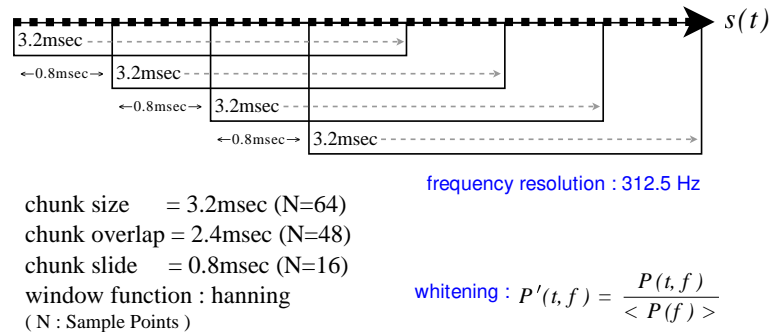 s(t)
3.2msec
←0.8msec→ 3.2msec
←0.8msec→ 3.2msec
←0.8msec→ 3.2msec
frequency resolution : 312.5 Hz
chunk size = 3.2msec (N=64)
chunk overlap = 2.4msec (N=48)
chunk slide = 0.8msec (N=16)
window function : hanning
( N : Sample Points )
whitening : P'(t, f) = P(t, f) / < P(f) >